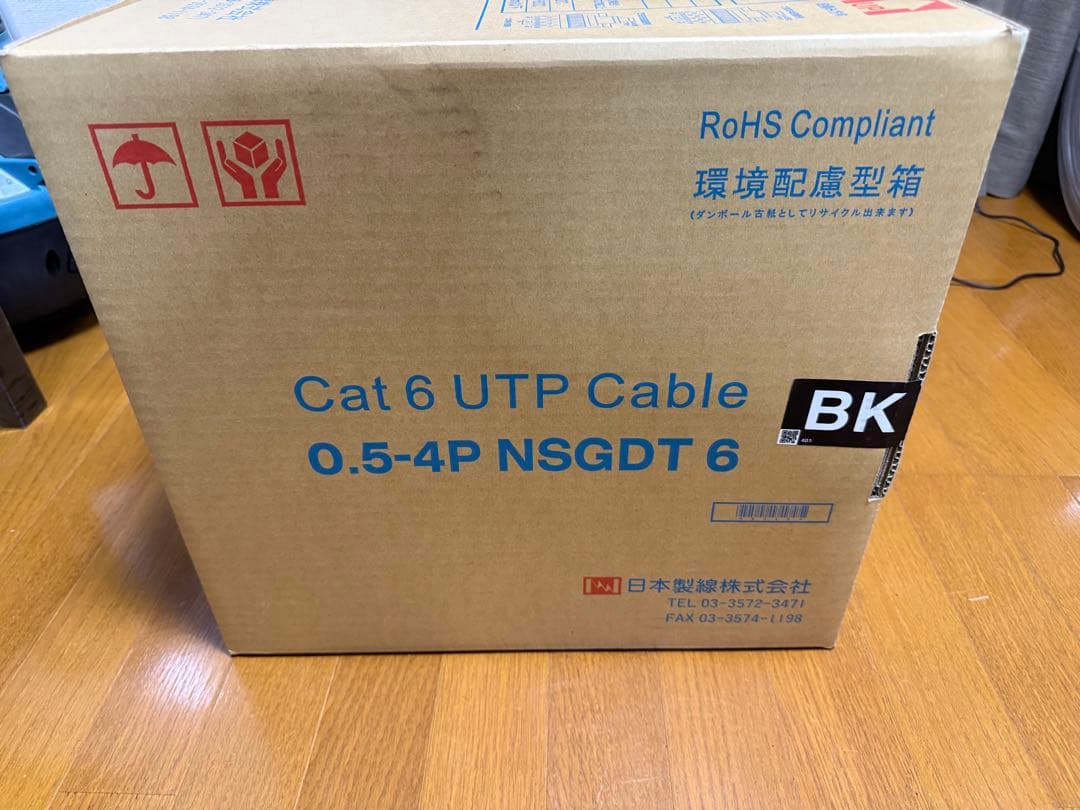 RoHS Compliant
環境配慮型箱
(ダンボール古紙としてリサイクル出来ます)
Cat 6 UTP Cable
BK
0.5-4P NSGDT 6
日本製線株式会社
TEL 03-3572-3471
FAX 03-3574-1198